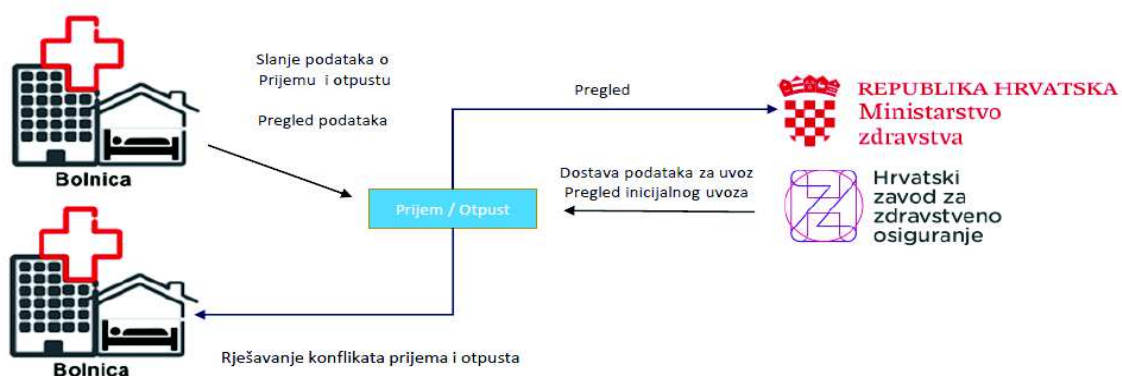 Bolnica
Slanje podataka o
Prijemu i otpustu
Pregled podataka
Pregled
REPUBLIKA HRVATSKA
Ministarstvo
zdravstva
Prijem / Otpust
Dostava podataka za uvoz
Pregled inicijalnog uvoza
Hrvatski
zavod za
zdravstveno
osiguranje
Bolnica
Rješavanje konflikata prijema i otpusta